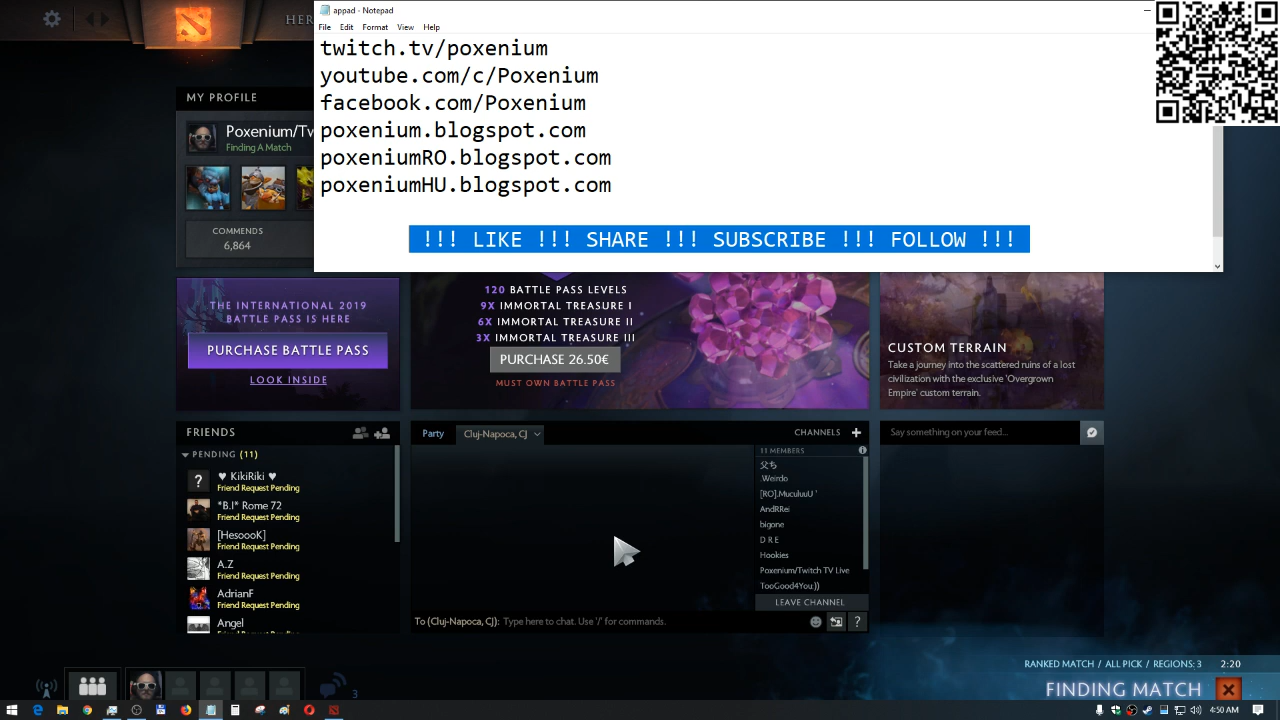 appad - Notepad
File Edit Format View Help
twitch.tv/poxenium
youtube.com/c/Poxenium
facebook.com/Poxenium
poxenium.blogspot.com
poxeniumRO.blogspot.com
poxeniumHU.blogspot.com
!!! LIKE !!! SHARE !!! SUBSCRIBE !!! FOLLOW !!!
HER
MY PROFILE
Poxenium/Tw
Finding A Match
COMMENDS
6,864
THE INTERNATIONAL 2019
BATTLE PASS IS HERE
PURCHASE BATTLE PASS
LOOK INSIDE
120 BATTLE PASS LEVELS
9X IMMORTAL TREASURE I
6X IMMORTAL TREASURE II
3X IMMORTAL TREASURE III
PURCHASE 26.50€
MUST OWN BATTLE PASS
CUSTOM TERRAIN
Take a journey into the scattered ruins of a lost
civilization with the exclusive 'Overgrown
Empire' custom terrain.
FRIENDS
PENDING (11)
? ♥ KikiRiki ♥
Friend Request Pending
*B.I* Rome 72
Friend Request Pending
[HesoooK]
Friend Request Pending
A.Z
Friend Request Pending
AdrianF
Friend Request Pending
Angel
Friend Request Pending
Party Cluj-Napoca, CJ
CHANNELS +
11 MEMBERS
父ち
.Weirdo
[RO].MuculuuU '
AndRRei
bigone
D R E
Hookies
Poxenium/Twitch TV Live
TooGood4You:))
LEAVE CHANNEL
To (Cluj-Napoca, CJ): Type here to chat. Use '/' for commands.
?
Say something on your feed...
3
RANKED MATCH / ALL PICK / REGIONS: 3 2:20
FINDING MATCH
4:50 AM